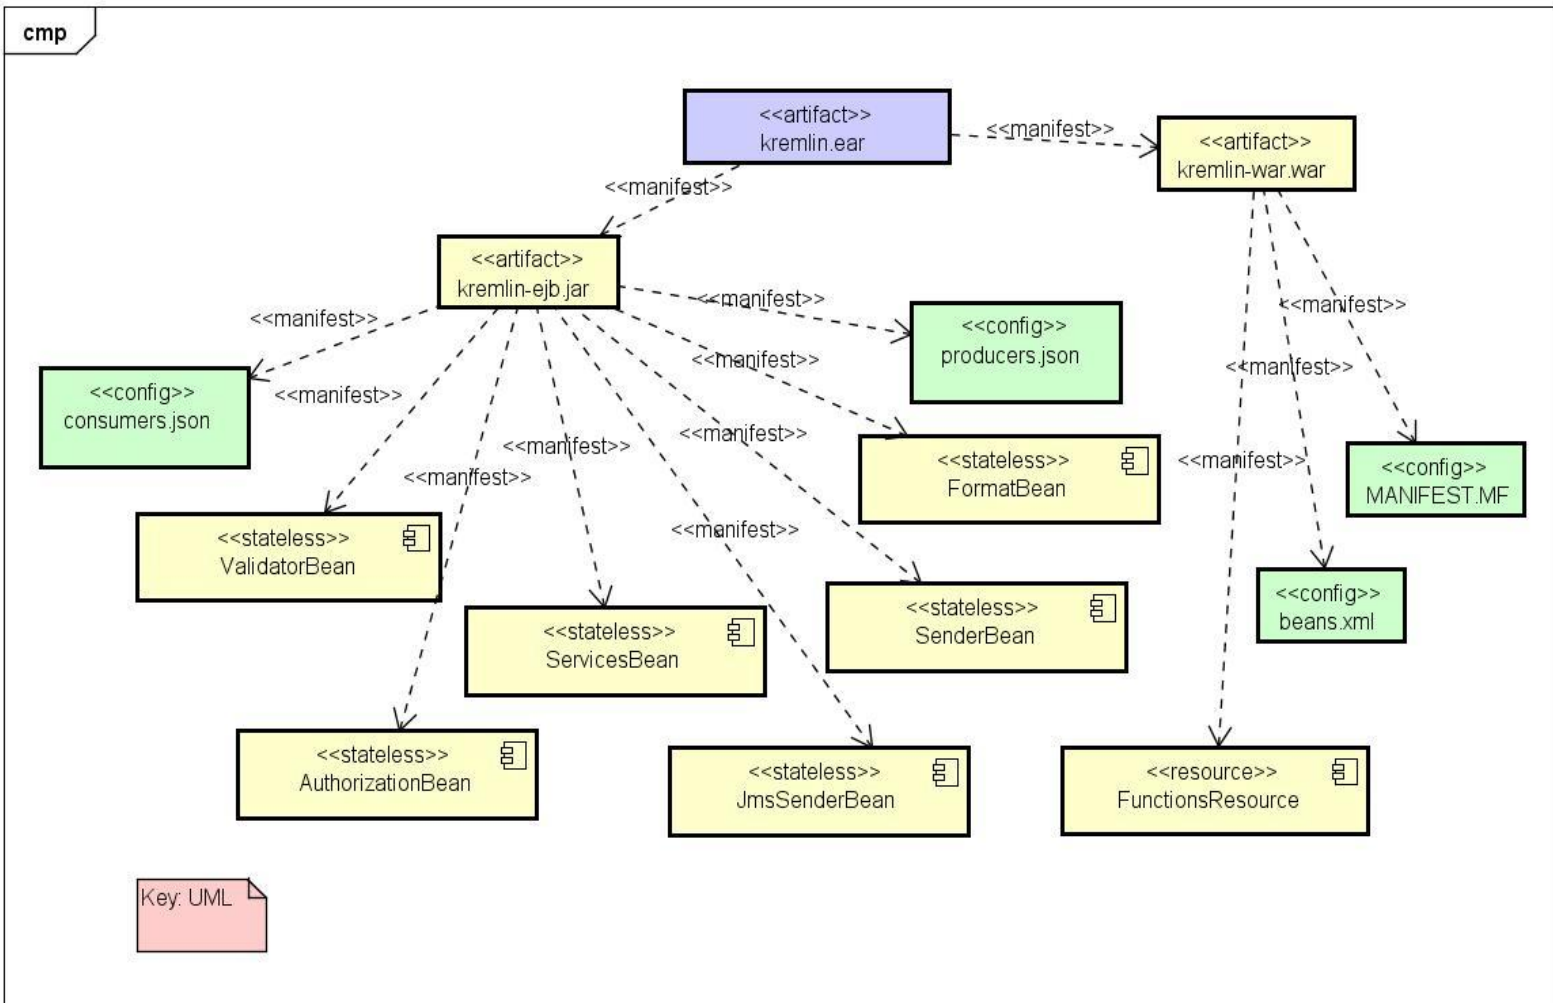 cmp
<<artifact>>
kremlin.ear
<<manifest>>
<<artifact>>
kremlin-war.war
<<manifest>>
<<artifact>>
kremlin-ejb.jar
<<manifest>>
<<manifest>>
<<manifest>>
<<config>>
producers.json
<<manifest>>
<<manifest>>
<<manifest>>
<<config>>
consumers.json
<<manifest>>
<<manifest>>
<<manifest>>
<<manifest>>
<<stateless>>
FormatBean
<<manifest>>
<<config>>
MANIFEST.MF
<<manifest>>
<<stateless>>
ValidatorBean
<<stateless>>
ServicesBean
<<stateless>>
SenderBean
<<config>>
beans.xml
<<stateless>>
AuthorizationBean
<<stateless>>
JmsSenderBean
<<resource>>
FunctionsResource
Key: UML